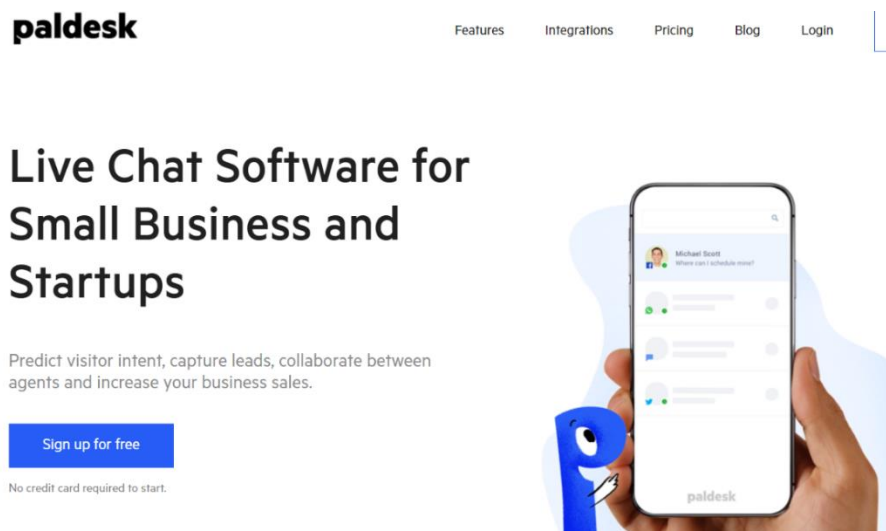 paldesk
Features
Integrations
Pricing
Blog
Login
Live Chat Software for
Small Business and
Startups
Predict visitor intent, capture leads, collaborate between
agents and increase your business sales.
Sign up for free
No credit card required to start.
Michael Scott
Where can I schedule mine?
paldesk